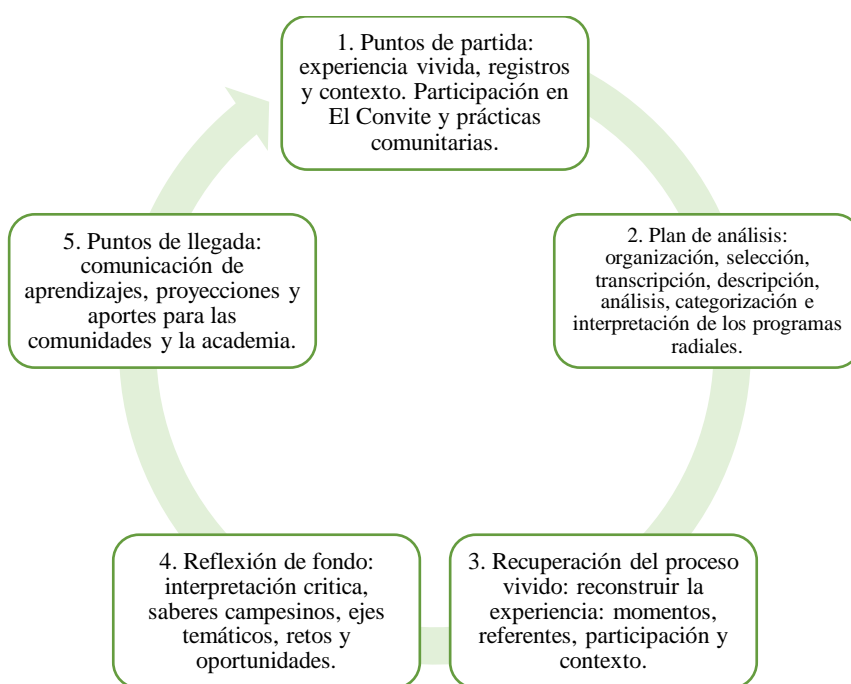 1. Puntos de partida:
experiencia vivida, registros
y contexto. Participación en
El Convite y prácticas
comunitarias.
2. Plan de análisis:
organización, selección,
transcripción, descripción,
análisis, categorización e
interpretación de los programas
radiales.
3. Recuperación del proceso
vivido: reconstruir la
experiencia: momentos,
referentes, participación y
contexto.
4. Reflexión de fondo:
interpretación critica,
saberes campesinos, ejes
temáticos, retos y
oportunidades.
5. Puntos de llegada:
comunicación de
aprendizajes, proyecciones y
aportes para las
comunidades y la academia.